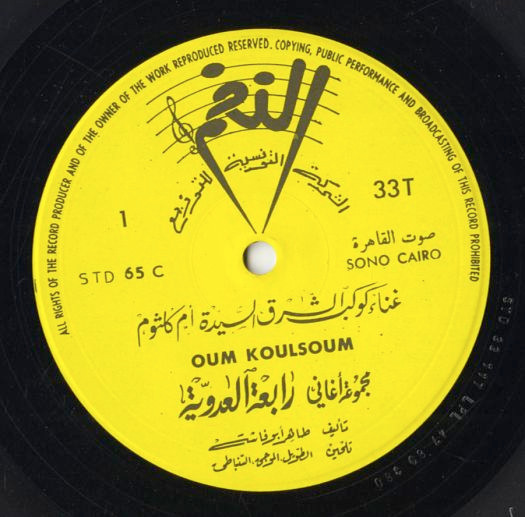 ALL RIGHTS OF THE RECORD PRODUCER AND OF THE OWNER OF THE WORK REPRODUCED RESERVED. COPYING, PUBLIC PERFORMANCE AND BROADCASTING OF THIS RECORD PROHIBITED
النغم
الشركة التونسية للتوزيع
1
33T
STD 65 C
صوت القاهرة
SONO CAIRO
غناء كوكب الشرق السيدة أم كلثوم
OUM KOULSOUM
مجموعة أغاني رابعة العدوية
تأليف طاهر أبو فاشا
تلحين الطويل، الموجي، السنباطي